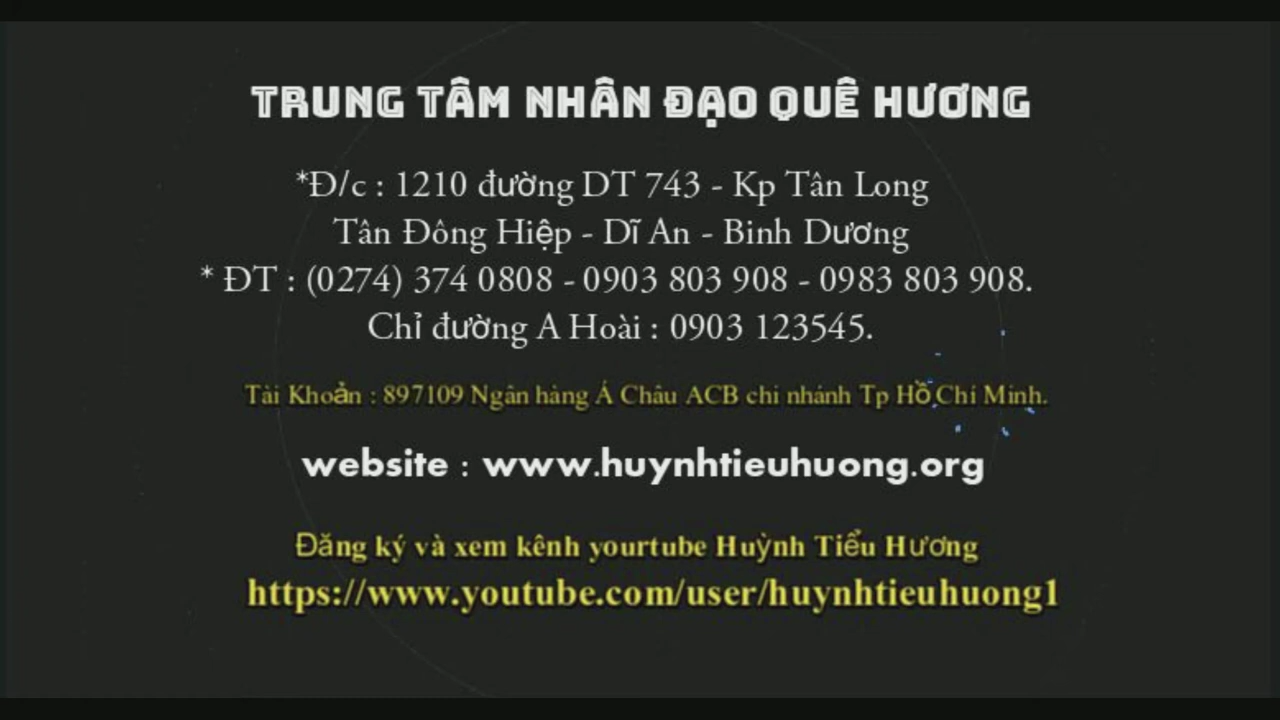 TRUNG TÂM NHÂN ĐẠO QUÊ HƯƠNG
*Đ/c : 1210 đường DT 743 - Kp Tân Long
Tân Đông Hiệp - Dĩ An - Binh Dương
* ĐT : (0274) 374 0808 - 0903 803 908 - 0983 803 908.
Chỉ đường A Hoài : 0903 123545.
Tài Khoản : 897109 Ngân hàng Á Châu ACB chi nhánh Tp Hồ Chí Minh.
website : www.huynhtieuhuong.org
Đăng ký và xem kênh yourtube Huỳnh Tiểu Hương
https://www.youtube.com/user/huynhtieuhuong1